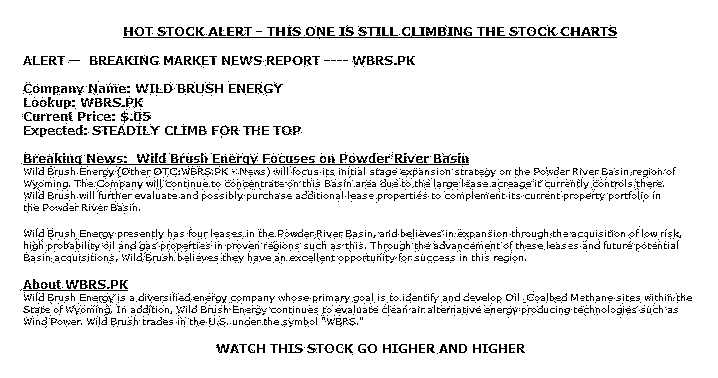 HOT STOCK ALERT - THIS ONE IS STILL CLIMBING THE STOCK CHARTS
ALERT — BREAKING MARKET NEWS REPORT ---- WBRS.PK
Company Name: WILD BRUSH ENERGY
Lookup: WBRS.PK
Current Price: $.05
Expected: STEADILY CLIMB FOR THE TOP
Breaking News: Wild Brush Energy Focuses on Powder River Basin
Wild Brush Energy (Other OTC:WBRS.PK - News) will focus its initial stage expansion strategy on the Powder River Basin region of
Wyoming. The Company will continue to concentrate on this Basin area due to the large lease acreage it currently controls there.
Wild Brush will further evaluate and possibly purchase additional lease properties to complement its current property portfolio in
the Powder River Basin.
Wild Brush Energy presently has four leases in the Powder River Basin, and believes in expansion through the acquisition of low risk,
high probability oil and gas properties in proven regions such as this. Through the advancement of these leases and future potential
Basin acquisitions, Wild Brush believes they have an excellent opportunity for success in this region.
About WBRS.PK
Wild Brush Energy is a diversified energy company whose primary goal is to identify and develop Oil Coalbed Methane sites within the
State of Wyoming. In addition, Wild Brush Energy continues to evaluate clean air alternative energy producing technologies such as
Wind Power. Wild Brush trades in the U.S. under the symbol "WBRS."
WATCH THIS STOCK GO HIGHER AND HIGHER